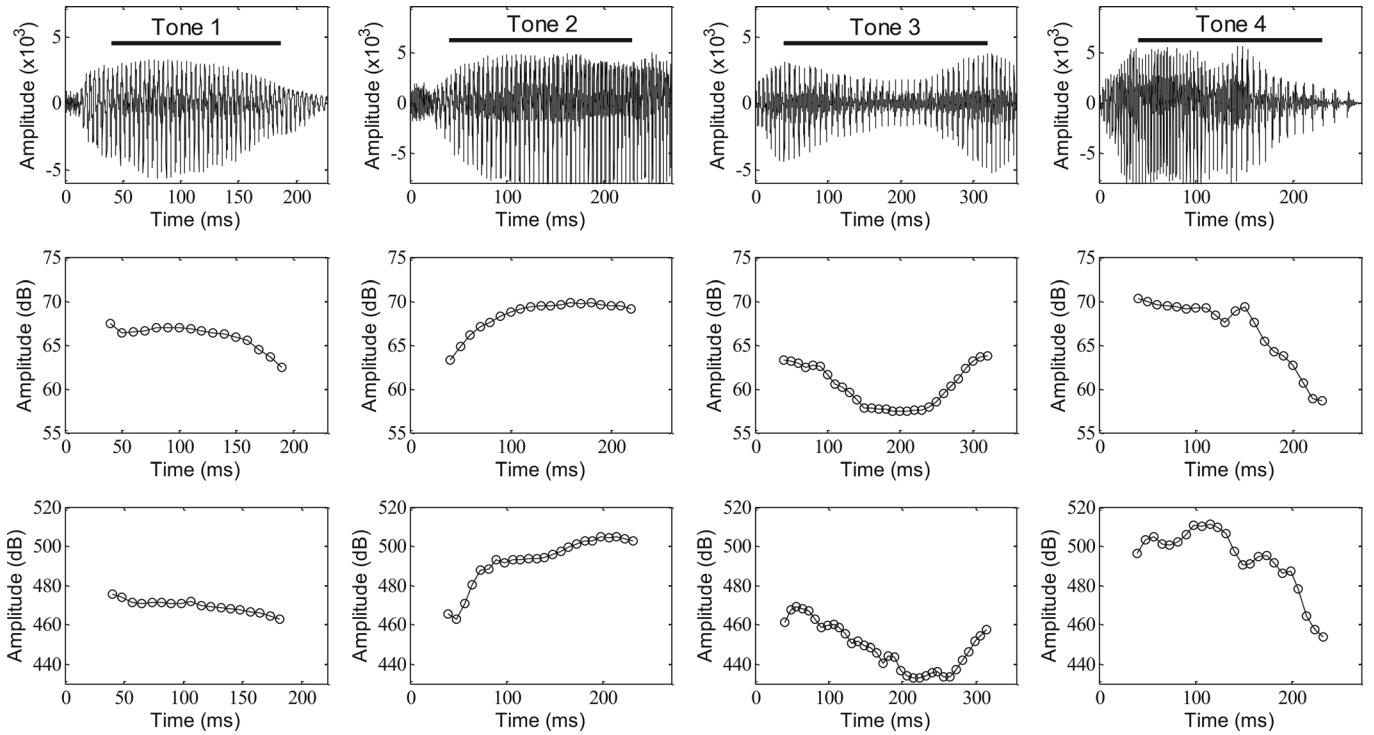 Tone 1
Amplitude (x10³)
5
0
-5
0 50 100 150 200
Time (ms)
Tone 2
Amplitude (x10³)
5
0
-5
0 100 200
Time (ms)
Tone 3
Amplitude (x10³)
5
0
-5
0 100 200 300
Time (ms)
Tone 4
Amplitude (x10³)
5
0
-5
0 100 200
Time (ms)
Amplitude (dB)
75
70
65
60
55
0 50 100 150 200
Time (ms)
Amplitude (dB)
75
70
65
60
55
0 100 200
Time (ms)
Amplitude (dB)
75
70
65
60
55
0 100 200 300
Time (ms)
Amplitude (dB)
75
70
65
60
55
0 100 200
Time (ms)
Amplitude (dB)
520
500
480
460
440
0 50 100 150 200
Time (ms)
Amplitude (dB)
520
500
480
460
440
0 100 200
Time (ms)
Amplitude (dB)
520
500
480
460
440
0 100 200 300
Time (ms)
Amplitude (dB)
520
500
480
460
440
0 100 200
Time (ms)